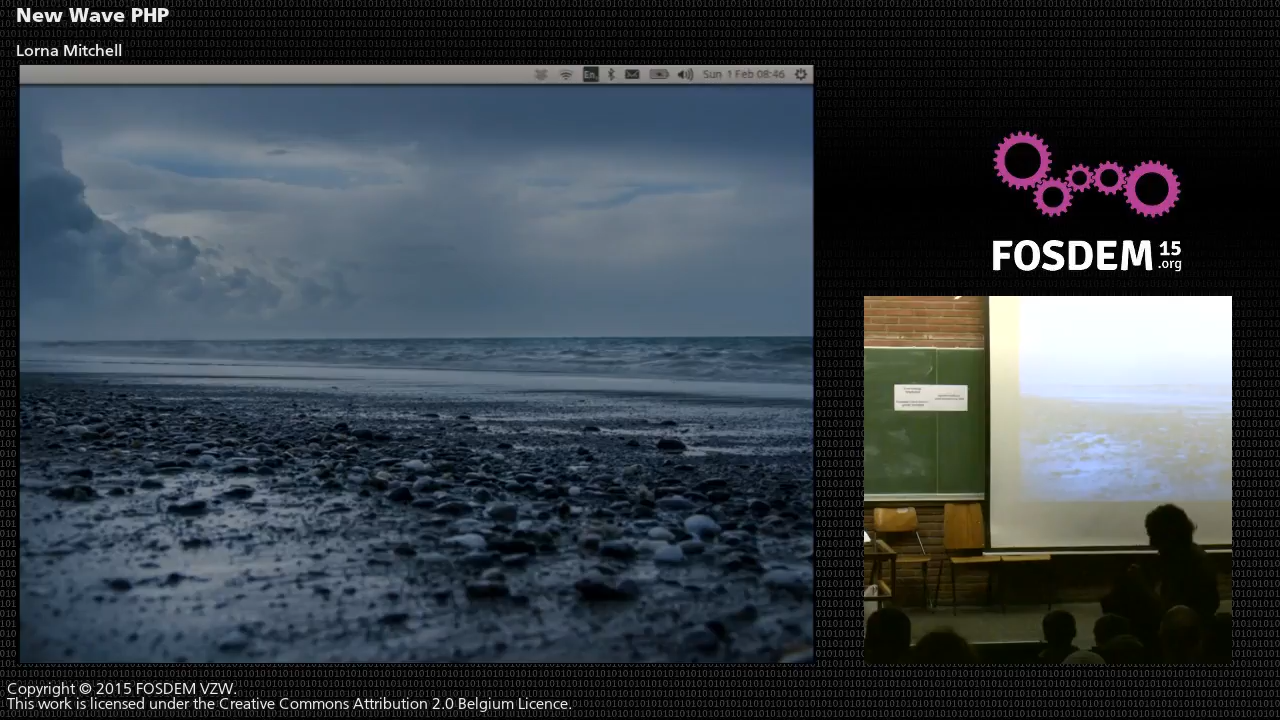 New Wave PHP
Lorna Mitchell
En
Sun 1 Feb 08:46
FOSDEM 15
.org
Copyright © 2015 FOSDEM VZW.
This work is licensed under the Creative Commons Attribution 2.0 Belgium Licence.